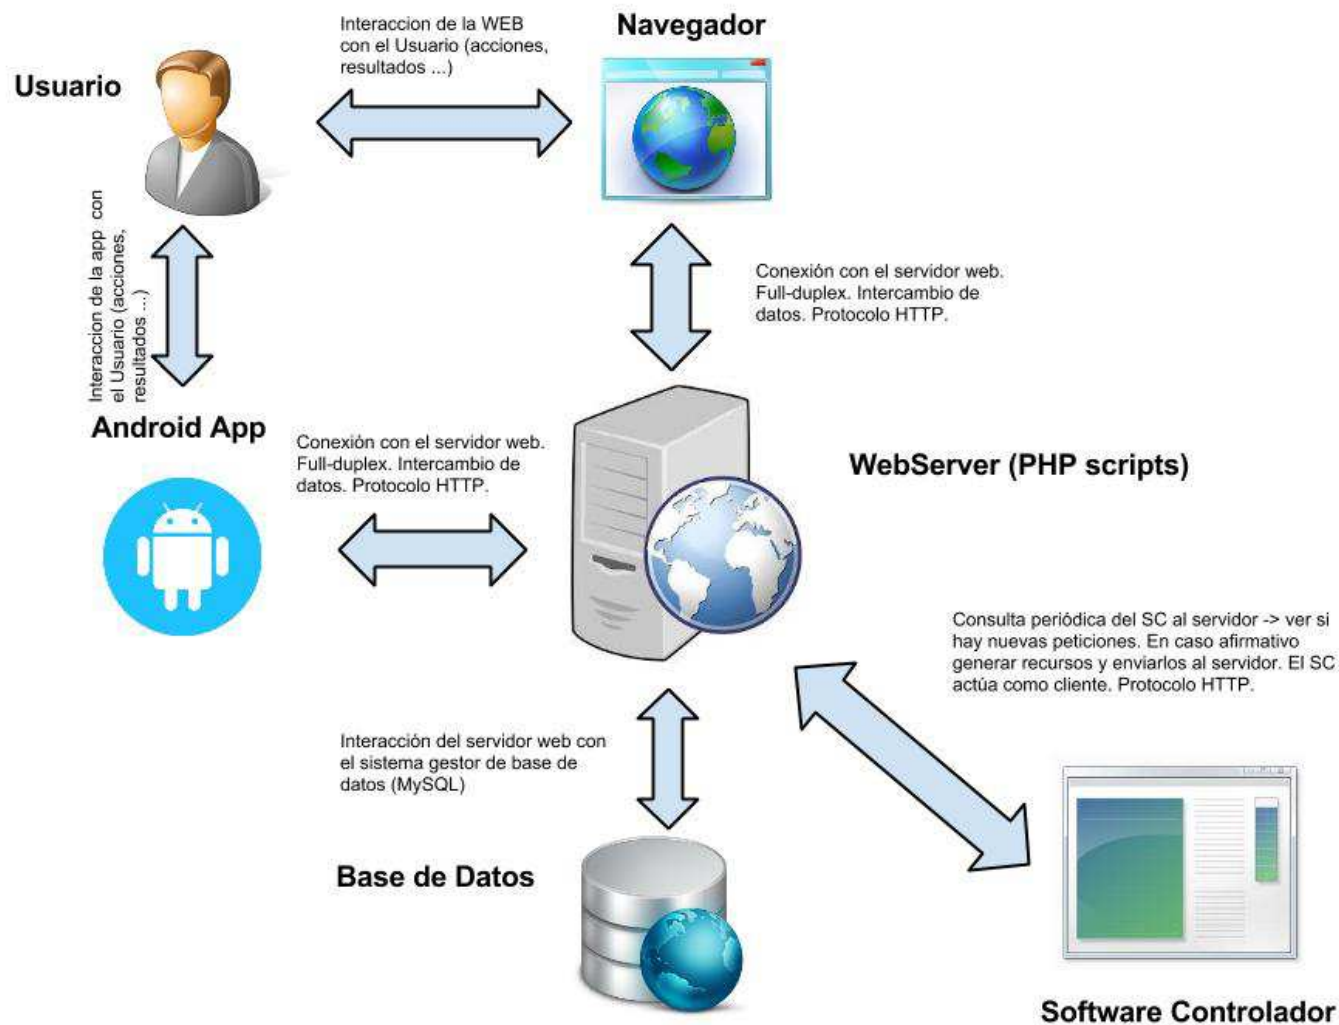 Interaccion de la WEB
con el Usuario (acciones,
resultados ...)
Navegador
Usuario
Interaccion de la app con
el Usuario (acciones,
resultados ...)
Conexión con el servidor web.
Full-duplex. Intercambio de
datos. Protocolo HTTP.
Android App
Conexión con el servidor web.
Full-duplex. Intercambio de
datos. Protocolo HTTP.
WebServer (PHP scripts)
Consulta periódica del SC al servidor -> ver si
hay nuevas peticiones. En caso afirmativo
generar recursos y enviarlos al servidor. El SC
actúa como cliente. Protocolo HTTP.
Interacción del servidor web con
el sistema gestor de base de
datos (MySQL)
Base de Datos
Software Controlador